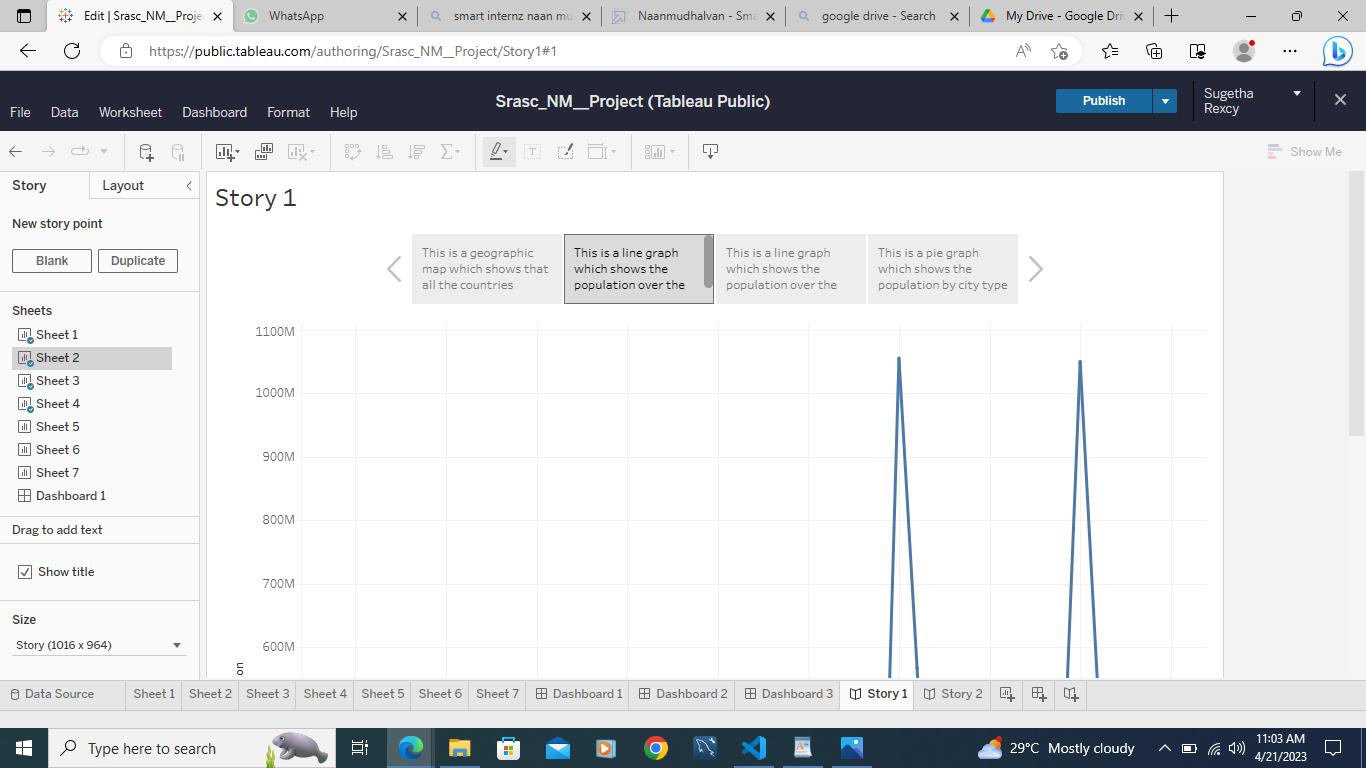 Edit | Srasc_NM__Proje
WhatsApp
smart internz naan mu
Naanmudhalvan - Sma
google drive - Search
My Drive - Google Dri
https://public.tableau.com/authoring/Srasc_NM__Project/Story1#1
File
Data
Worksheet
Dashboard
Format
Help
Srasc_NM__Project (Tableau Public)
Publish
Sugetha
Rexcy
Show Me
Story
Layout
New story point
Blank
Duplicate
Sheets
Sheet 1
Sheet 2
Sheet 3
Sheet 4
Sheet 5
Sheet 6
Sheet 7
Dashboard 1
Drag to add text
Show title
Size
Story (1016 x 964)
Story 1
This is a geographic
map which shows that
all the countries
This is a line graph
which shows the
population over the
This is a line graph
which shows the
population over the
This is a pie graph
which shows the
population by city type
1100M
1000M
900M
800M
700M
600M
on
Data Source
Sheet 1
Sheet 2
Sheet 3
Sheet 4
Sheet 5
Sheet 6
Sheet 7
Dashboard 1
Dashboard 2
Dashboard 3
Story 1
Story 2
Type here to search
29°C Mostly cloudy
11:03 AM
4/21/2023